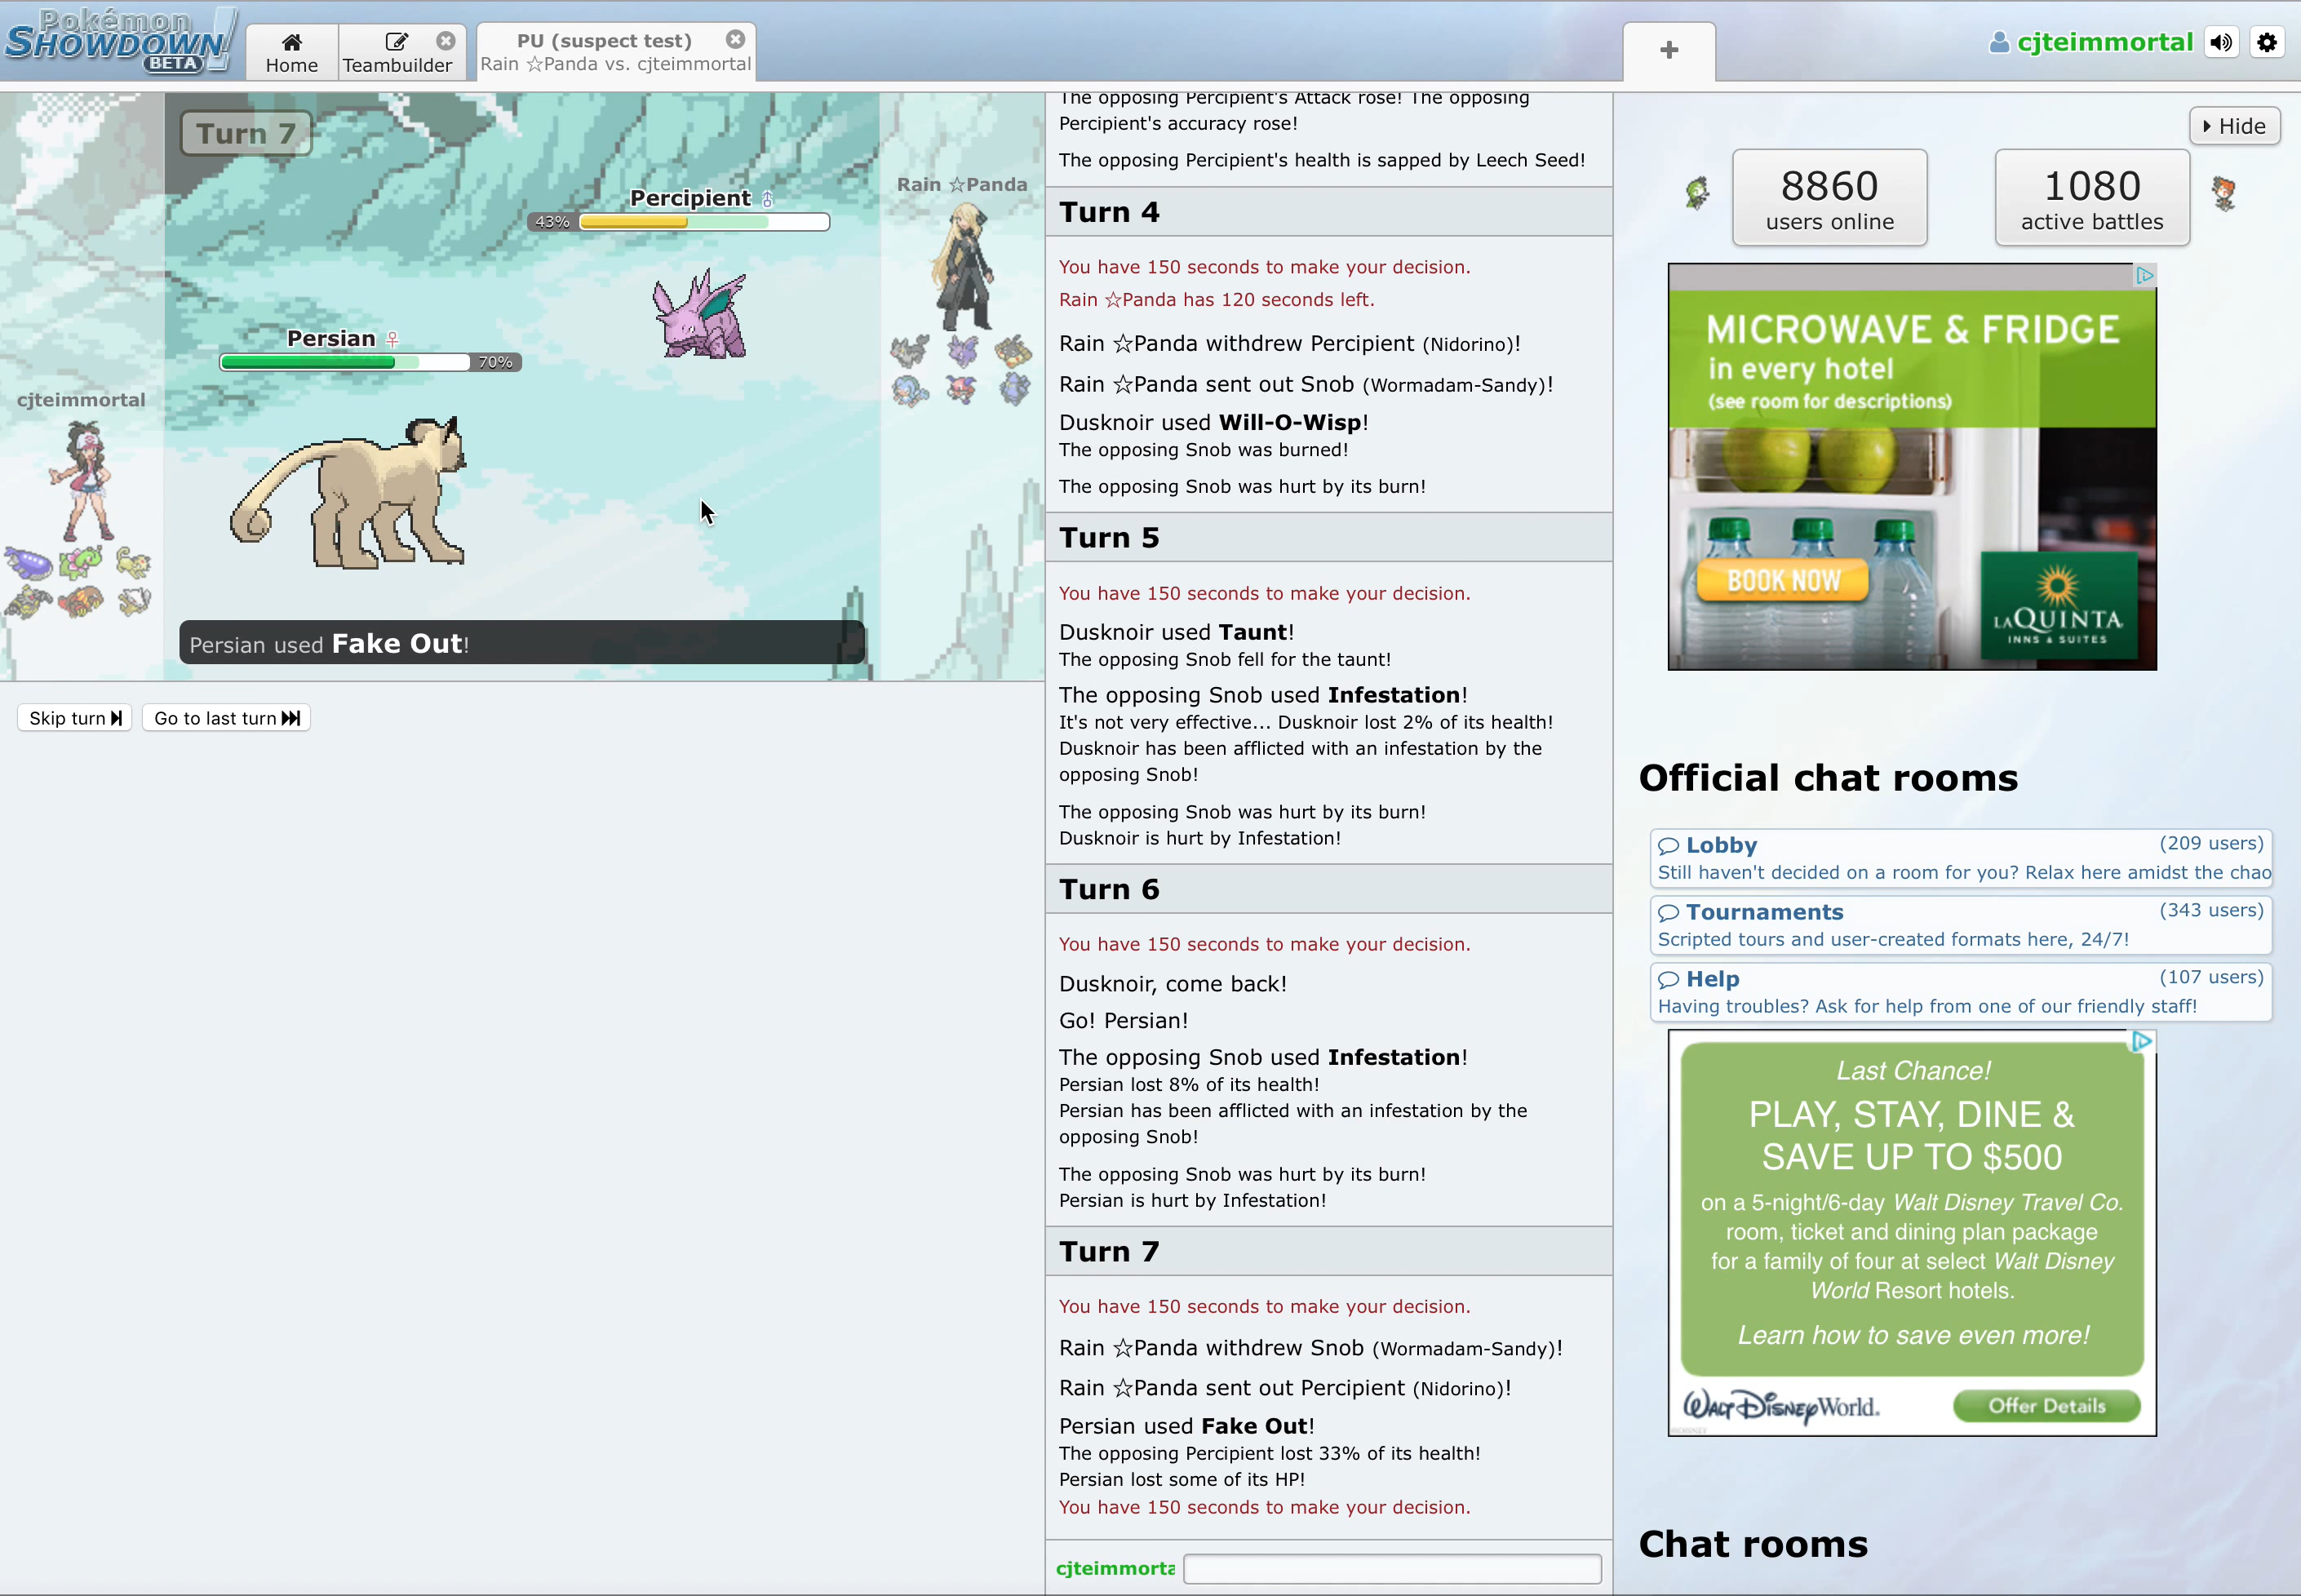 Pokémon
SHOWDOWN!
BETA
Home
Teambuilder
PU (suspect test)
Rain ☆Panda vs. cjteimmortal
+
cjteimmortal
Turn 7
Percipient
43%
Rain ☆Panda
Persian ♀
70%
cjteimmortal
Persian used Fake Out!
Skip turn
Go to last turn
The opposing Percipient's Attack rose! The opposing
Percipient's accuracy rose!
The opposing Percipient's health is sapped by Leech Seed!
Turn 4
You have 150 seconds to make your decision.
Rain ☆Panda has 120 seconds left.
Rain ☆Panda withdrew Percipient (Nidorino)!
Rain ☆Panda sent out Snob (Wormadam-Sandy)!
Dusknoir used Will-O-Wisp!
The opposing Snob was burned!
The opposing Snob was hurt by its burn!
Turn 5
You have 150 seconds to make your decision.
Dusknoir used Taunt!
The opposing Snob fell for the taunt!
The opposing Snob used Infestation!
It's not very effective... Dusknoir lost 2% of its health!
Dusknoir has been afflicted with an infestation by the
opposing Snob!
The opposing Snob was hurt by its burn!
Dusknoir is hurt by Infestation!
Turn 6
You have 150 seconds to make your decision.
Dusknoir, come back!
Go! Persian!
The opposing Snob used Infestation!
Persian lost 8% of its health!
Persian has been afflicted with an infestation by the
opposing Snob!
The opposing Snob was hurt by its burn!
Persian is hurt by Infestation!
Turn 7
You have 150 seconds to make your decision.
Rain ☆Panda withdrew Snob (Wormadam-Sandy)!
Rain ☆Panda sent out Percipient (Nidorino)!
Persian used Fake Out!
The opposing Percipient lost 33% of its health!
Persian lost some of its HP!
You have 150 seconds to make your decision.
cjteimmorta
Hide
8860
users online
1080
active battles
MICROWAVE & FRIDGE
in every hotel
(see room for descriptions)
BOOK NOW
LAQUINTA
INNS & SUITES
Official chat rooms
Lobby (209 users)
Still haven't decided on a room for you? Relax here amidst the chao
Tournaments (343 users)
Scripted tours and user-created formats here, 24/7!
Help (107 users)
Having troubles? Ask for help from one of our friendly staff!
Last Chance!
PLAY, STAY, DINE &
SAVE UP TO $500
on a 5-night/6-day Walt Disney Travel Co.
room, ticket and dining plan package
for a family of four at select Walt Disney
World Resort hotels.
Learn how to save even more!
Walt Disney World.
Offer Details
Chat rooms